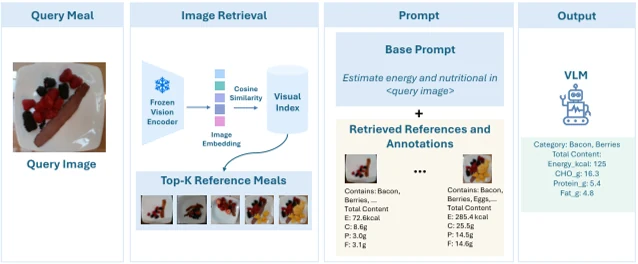 Query Meal
Query Image
Image Retrieval
Frozen
Vision
Encoder
Image
Embedding
Cosine
Similarity
Visual
Index
Top-K Reference Meals
Prompt
Base Prompt
Estimate energy and nutritional in
<query image>
+
Retrieved References and
Annotations
...
Contains: Bacon,
Berries, ...
Total Content
E: 72.6kcal
C: 8.6g
P: 3.0g
F: 3.1g
Contains: Bacon,
Berries, Eggs,...
Total Content
E: 285.4 kcal
C: 25.5g
P: 14.5g
F: 14.6g
Output
VLM
Category: Bacon, Berries
Total Content:
Energy_kcal: 125
CHO_g: 16.3
Protein_g: 5.4
Fat_g: 4.8